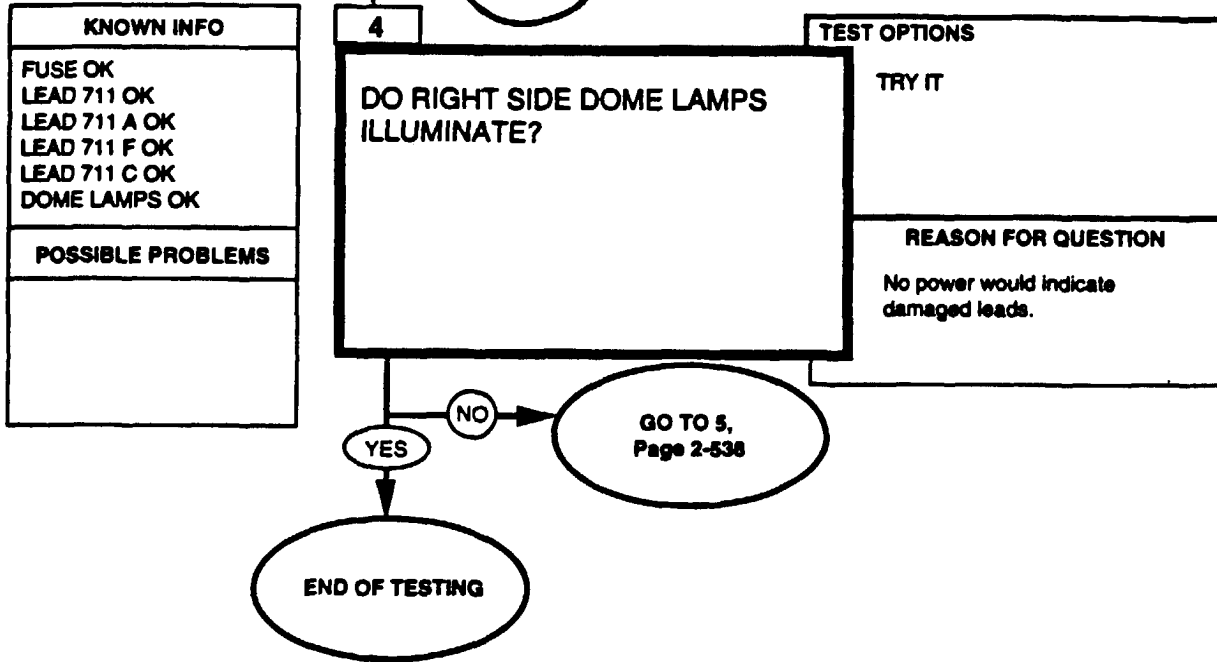 KNOWN INFO
FUSE OK
LEAD 711 OK
LEAD 711 A OK
LEAD 711 F OK
LEAD 711 C OK
DOME LAMPS OK
POSSIBLE PROBLEMS
4
DO RIGHT SIDE DOME LAMPS
ILLUMINATE?
TEST OPTIONS
TRY IT
REASON FOR QUESTION
No power would indicate
damaged leads.
NO
GO TO 5,
Page 2-538
YES
END OF TESTING